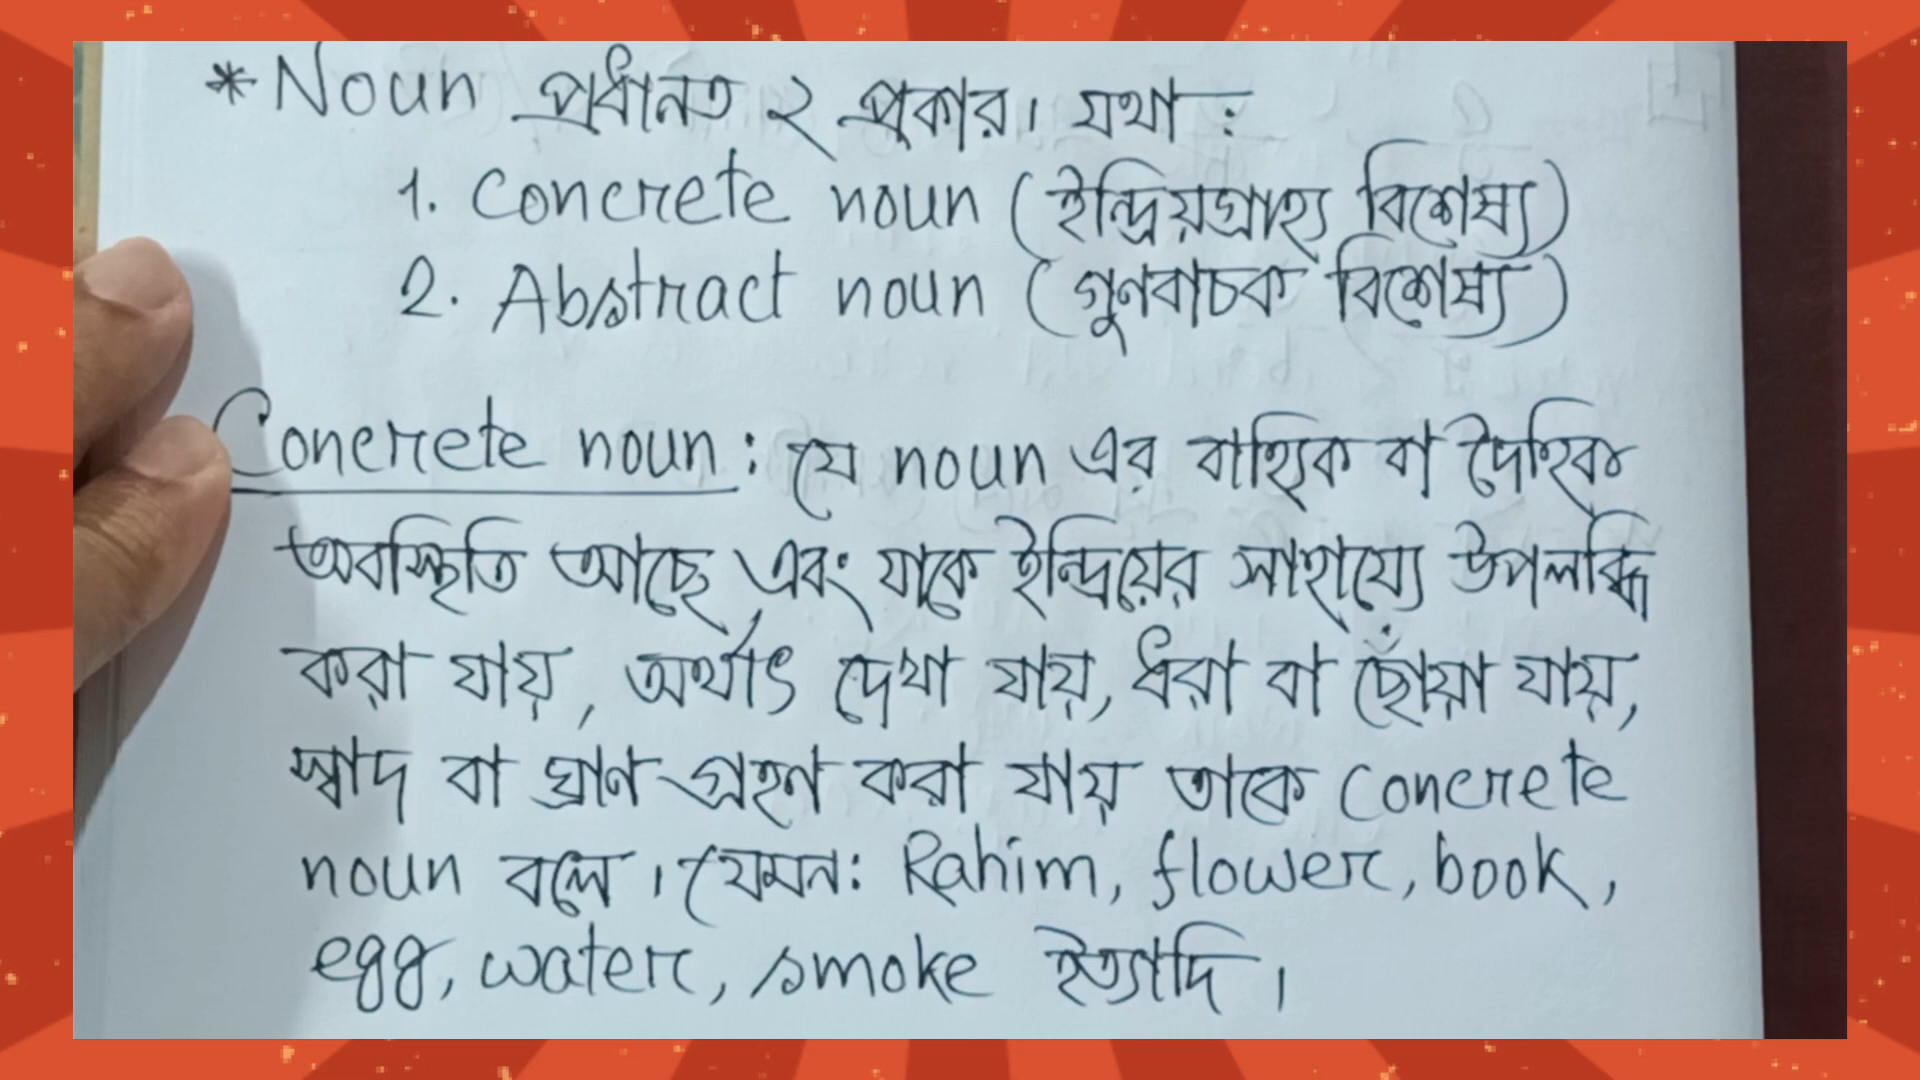 * Noun প্রধানত ২ প্রকার। যথা :
1. Concrete noun (ইন্দ্রিয়গ্রাহ্য বিশেষ্য)
2. Abstract noun (গুণবাচক বিশেষ্য)
Concrete noun : যে noun এর বাহ্যিক বা দৈহিক
অবস্থিতি আছে এবং যাকে ইন্দ্রিয়ের সাহায্যে উপলব্ধি
করা যায়, অর্থাৎ দেখা যায়, ধরা বা ছোঁয়া যায়,
স্বাদ বা ঘ্রাণ গ্রহণ করা যায় তাকে concrete
noun বলে। যেমন: Rahim, flower, book,
egg, water, smoke ইত্যাদি।